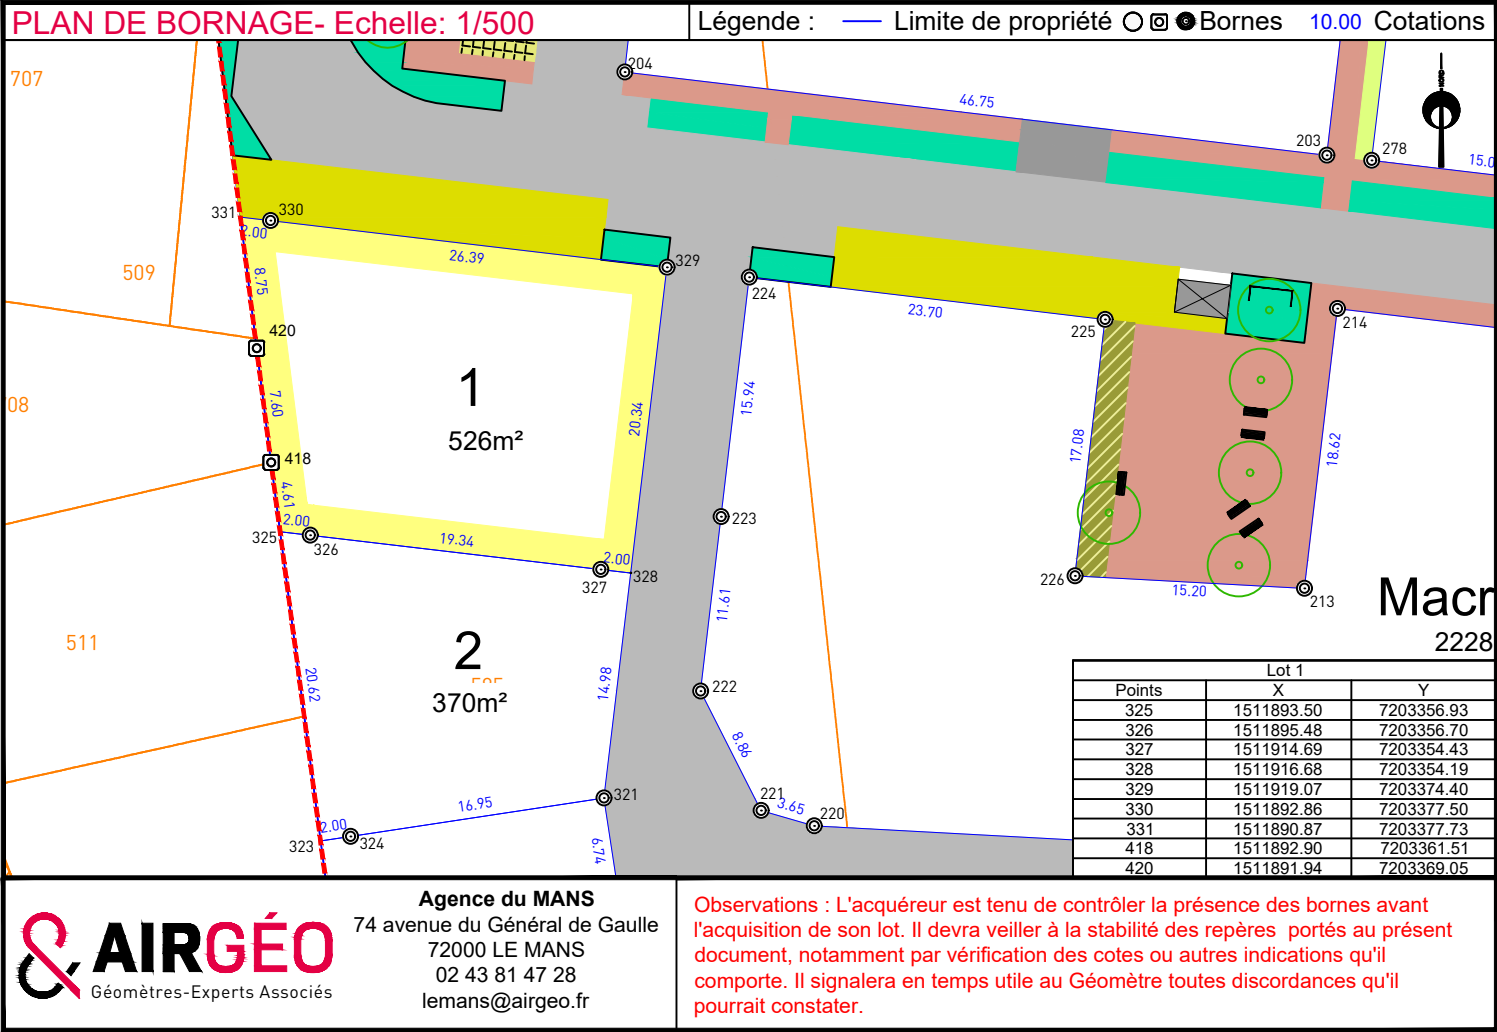 PLAN DE BORNAGE- Echelle: 1/500
Légende : Limite de propriété Bornes 10.00 Cotations
707
204
46.75
203
278
15.0
331
330
2.00
509
26.39
329
8.75
224
23.70
225
214
420
08
1
526m²
7.60
20.34
15.94
17.08
18.62
418
4.61
2.00
325
326
19.34
2.00
327
328
223
226
15.20
213
11.61
Macr
2228
511
2
370m²
20.62
14.98
222
8.86
221
3.65
220
321
16.95
2.00
323
324
6.74
Lot 1
Points X Y
325 1511893.50 7203356.93
326 1511895.48 7203356.70
327 1511914.69 7203354.43
328 1511916.68 7203354.19
329 1511919.07 7203374.40
330 1511892.86 7203377.50
331 1511890.87 7203377.73
418 1511892.90 7203361.51
420 1511891.94 7203369.05
AIRGÉO
Géomètres-Experts Associés
Agence du MANS
74 avenue du Général de Gaulle
72000 LE MANS
02 43 81 47 28
lemans@airgeo.fr
Observations : L'acquéreur est tenu de contrôler la présence des bornes avant
l'acquisition de son lot. Il devra veiller à la stabilité des repères portés au présent
document, notamment par vérification des cotes ou autres indications qu'il
comporte. Il signalera en temps utile au Géomètre toutes discordances qu'il
pourrait constater.